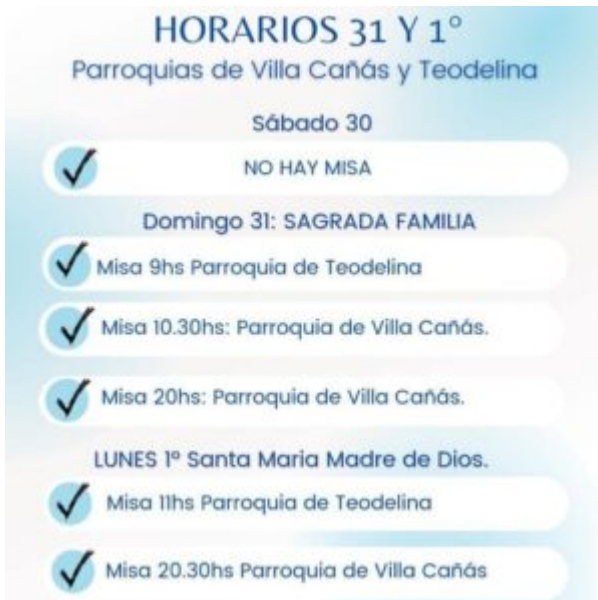 HORARIOS 31 Y 1°
Parroquias de Villa Cañás y Teodelina
Sábado 30
NO HAY MISA
Domingo 31: SAGRADA FAMILIA
Misa 9hs Parroquia de Teodelina
Misa 10.30hs: Parroquia de Villa Cañás.
Misa 20hs: Parroquia de Villa Cañás.
LUNES 1º Santa Maria Madre de Dios.
Misa 11hs Parroquia de Teodelina
Misa 20.30hs Parroquia de Villa Cañás